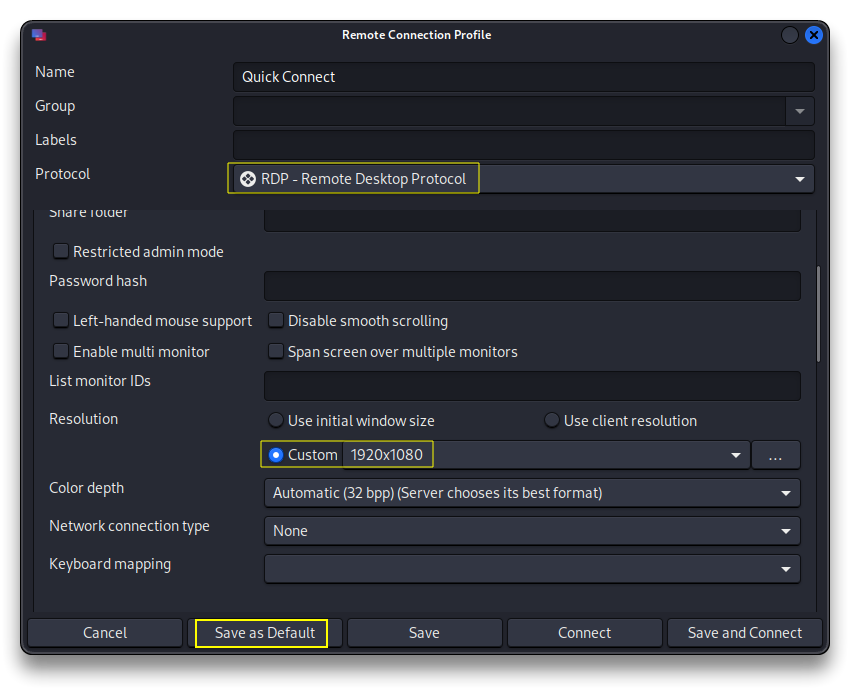 Remote Connection Profile
Name
Quick Connect
Group
Labels
Protocol
RDP - Remote Desktop Protocol
Share folder
Restricted admin mode
Password hash
Left-handed mouse support
Disable smooth scrolling
Enable multi monitor
Span screen over multiple monitors
List monitor IDs
Resolution
Use initial window size
Use client resolution
Custom
1920x1080
...
Color depth
Automatic (32 bpp) (Server chooses its best format)
Network connection type
None
Keyboard mapping
Cancel
Save as Default
Save
Connect
Save and Connect